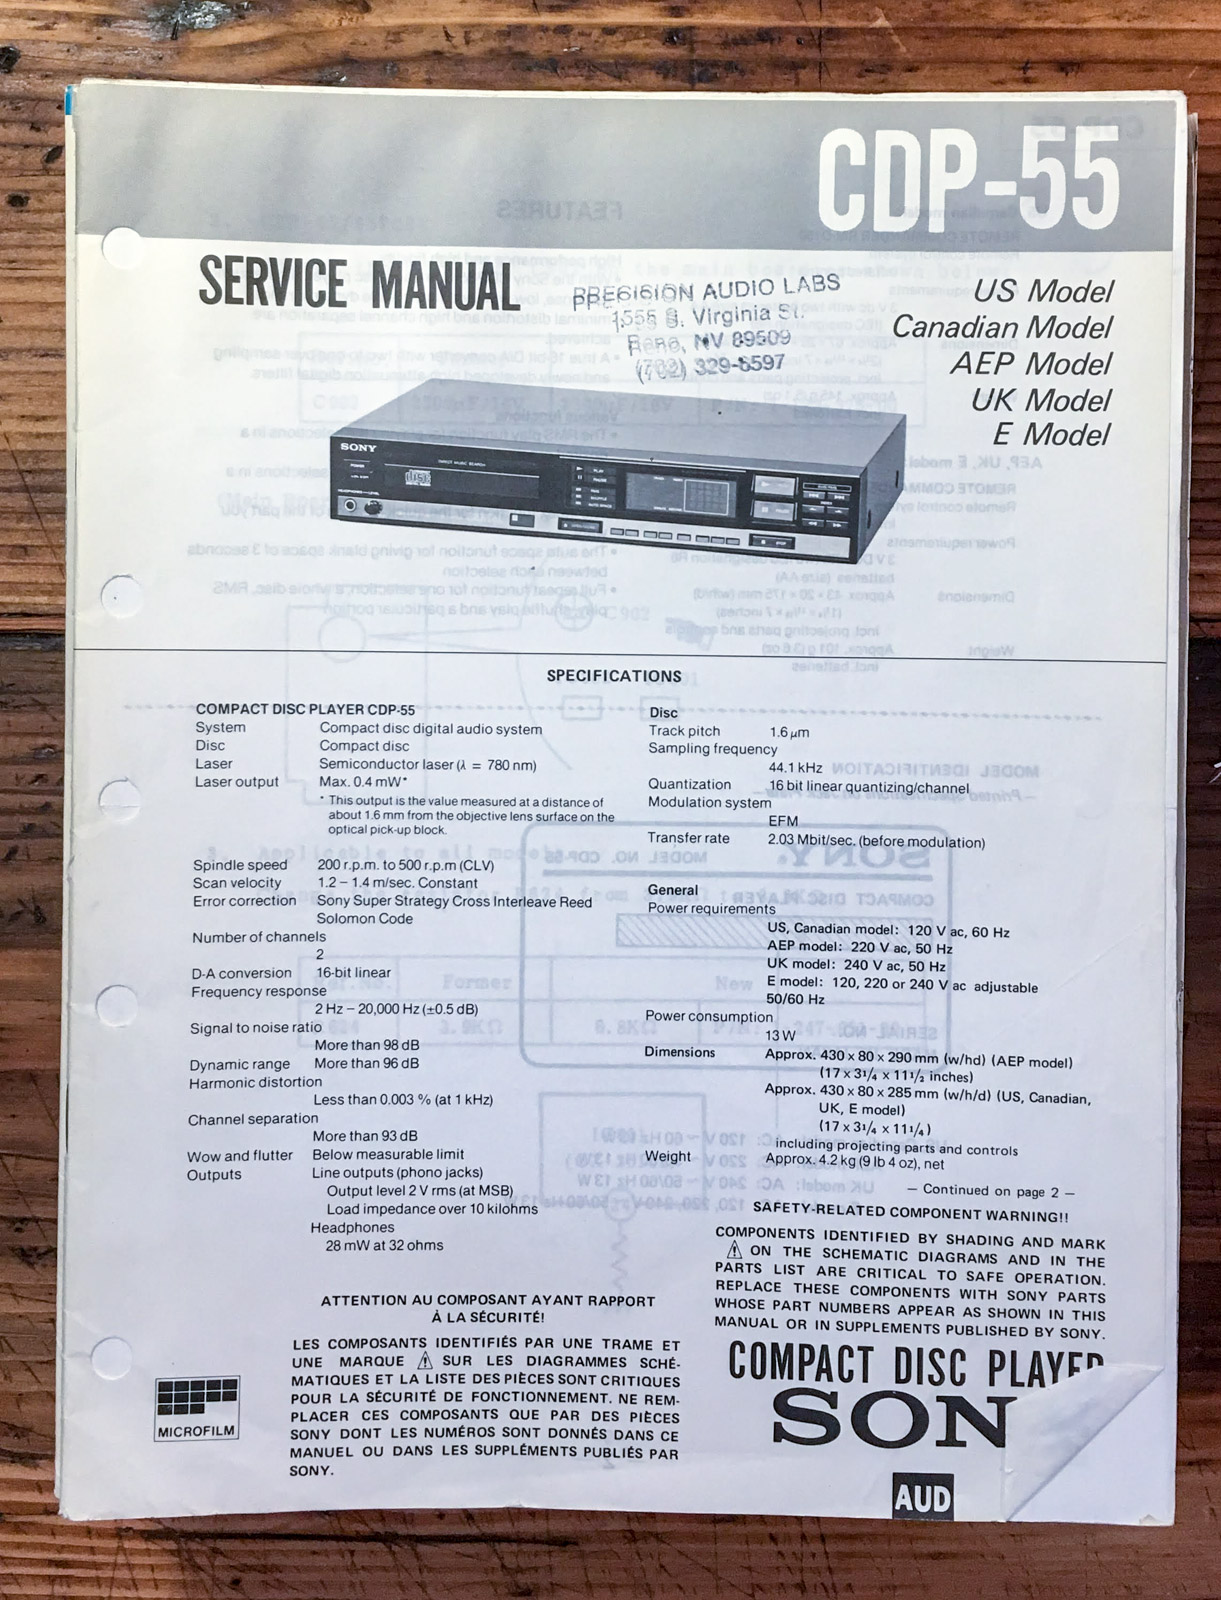 CDP-55
SERVICE MANUAL
PRECISION AUDIO LABS
1555 S. Virginia St.
Reno, NV 89509
(702) 329-6597
US Model
Canadian Model
AEP Model
UK Model
E Model
SONY
SPECIFICATIONS
COMPACT DISC PLAYER CDP-55
System Compact disc digital audio system
Disc Compact disc
Laser Semiconductor laser (λ = 780 nm)
Laser output Max. 0.4 mW*
* This output is the value measured at a distance of
about 1.6 mm from the objective lens surface on the
optical pick-up block.
Spindle speed 200 r.p.m. to 500 r.p.m (CLV)
Scan velocity 1.2 – 1.4 m/sec. Constant
Error correction Sony Super Strategy Cross Interleave Reed
Solomon Code
Number of channels
2
D-A conversion 16-bit linear
Frequency response
2 Hz – 20,000 Hz (±0.5 dB)
Signal to noise ratio
More than 98 dB
Dynamic range More than 96 dB
Harmonic distortion
Less than 0.003 % (at 1 kHz)
Channel separation
More than 93 dB
Wow and flutter Below measurable limit
Outputs Line outputs (phono jacks)
Output level 2 V rms (at MSB)
Load impedance over 10 kilohms
Headphones
28 mW at 32 ohms
Disc
Track pitch 1.6 µm
Sampling frequency
44.1 kHz
Quantization 16 bit linear quantizing/channel
Modulation system
EFM
Transfer rate 2.03 Mbit/sec. (before modulation)
General
Power requirements
US, Canadian model: 120 V ac, 60 Hz
AEP model: 220 V ac, 50 Hz
UK model: 240 V ac, 50 Hz
E model: 120, 220 or 240 V ac adjustable
50/60 Hz
Power consumption
13 W
Dimensions Approx. 430 x 80 x 290 mm (w/hd) (AEP model)
(17 x 3 1/4 x 11 1/2 inches)
Approx. 430 x 80 x 285 mm (w/h/d) (US, Canadian,
UK, E model)
(17 x 3 1/4 x 11 1/4)
including projecting parts and controls
Weight Approx. 4.2 kg (9 lb 4 oz), net
— Continued on page 2 —
SAFETY-RELATED COMPONENT WARNING!!
COMPONENTS IDENTIFIED BY SHADING AND MARK
⚠ ON THE SCHEMATIC DIAGRAMS AND IN THE
PARTS LIST ARE CRITICAL TO SAFE OPERATION.
REPLACE THESE COMPONENTS WITH SONY PARTS
WHOSE PART NUMBERS APPEAR AS SHOWN IN THIS
MANUAL OR IN SUPPLEMENTS PUBLISHED BY SONY.
ATTENTION AU COMPOSANT AYANT RAPPORT
À LA SÉCURITÉ!
LES COMPOSANTS IDENTIFIÉS PAR UNE TRAME ET
UNE MARQUE ⚠ SUR LES DIAGRAMMES SCHÉ-
MATIQUES ET LA LISTE DES PIÈCES SONT CRITIQUES
POUR LA SÉCURITÉ DE FONCTIONNEMENT. NE REM-
PLACER CES COMPOSANTS QUE PAR DES PIÈCES
SONY DONT LES NUMÉROS SONT DONNÉS DANS CE
MANUEL OU DANS LES SUPPLÉMENTS PUBLIÉS PAR
SONY.
MICROFILM
COMPACT DISC PLAYER
SON
AUD